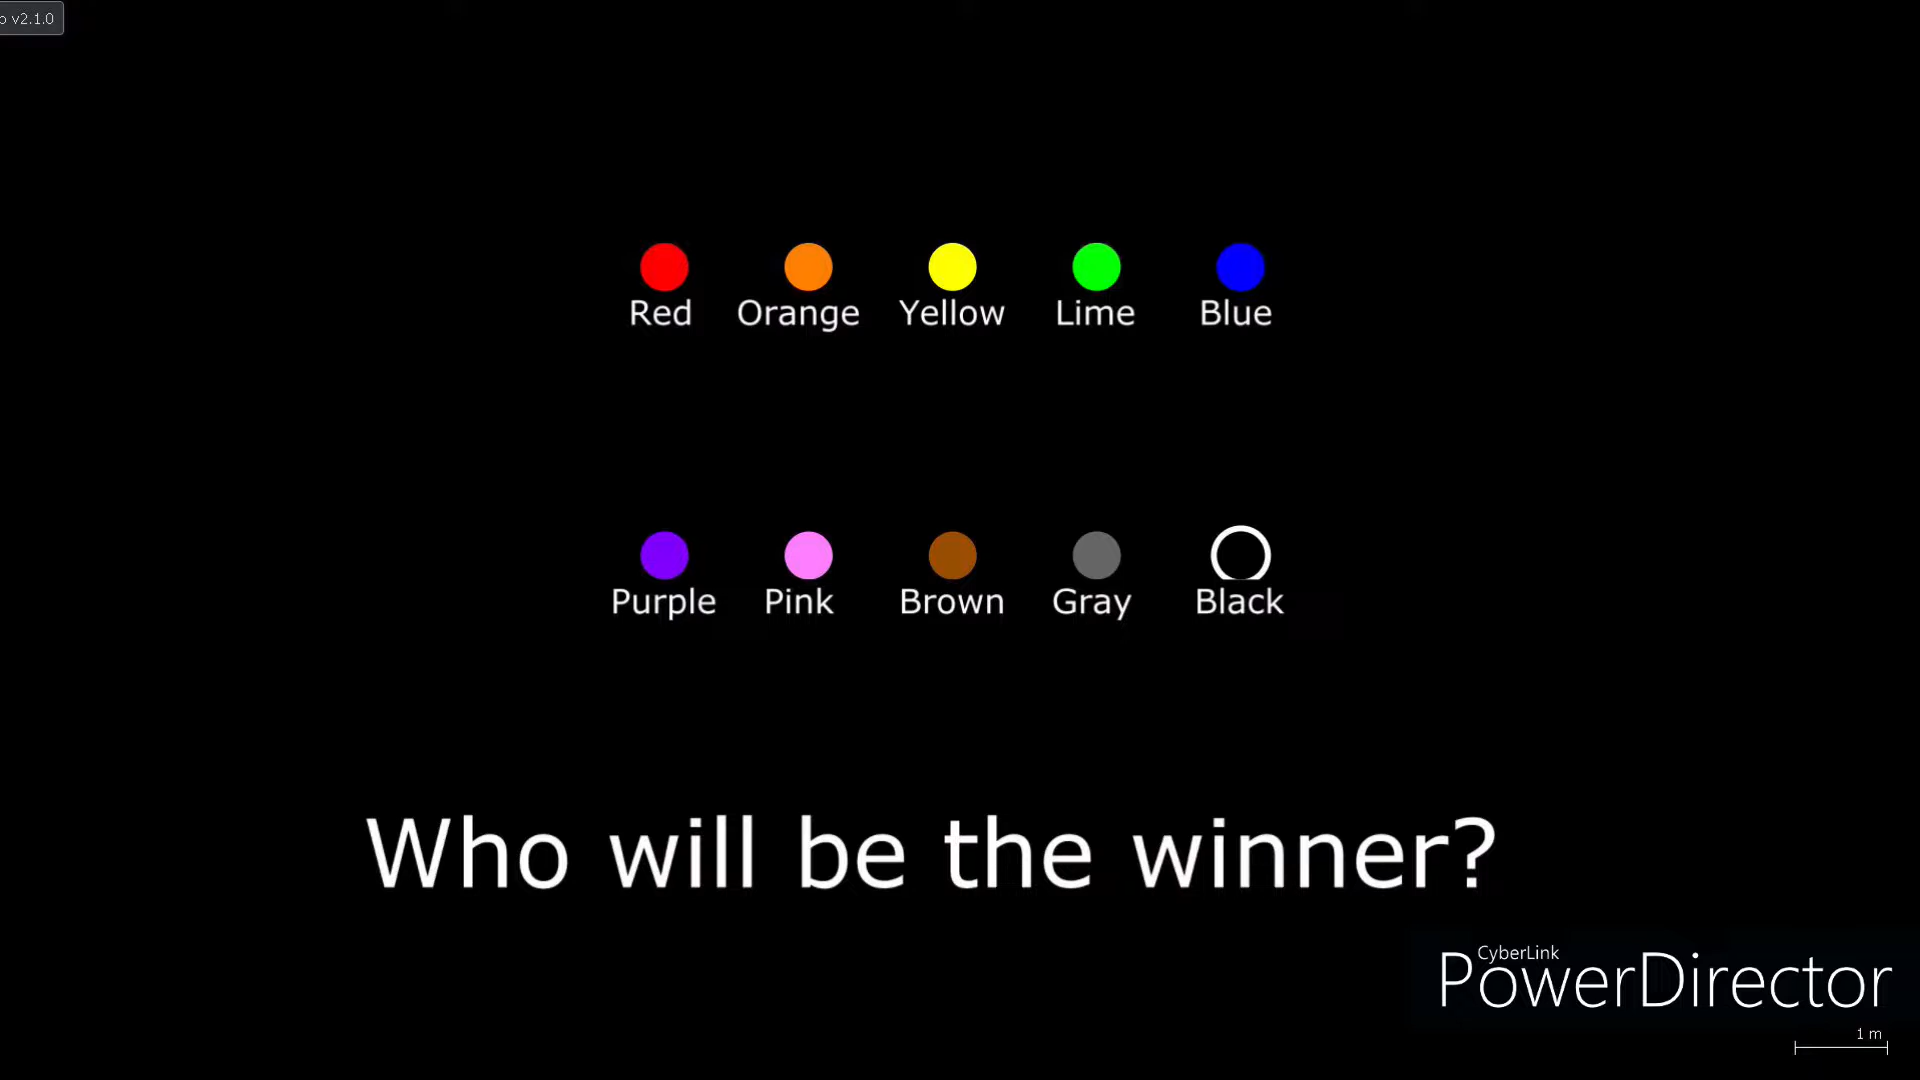 o v2.1.0
Red Orange Yellow Lime Blue
Purple Pink Brown Gray Black
Who will be the winner?
CyberLink
PowerDirector
1 m